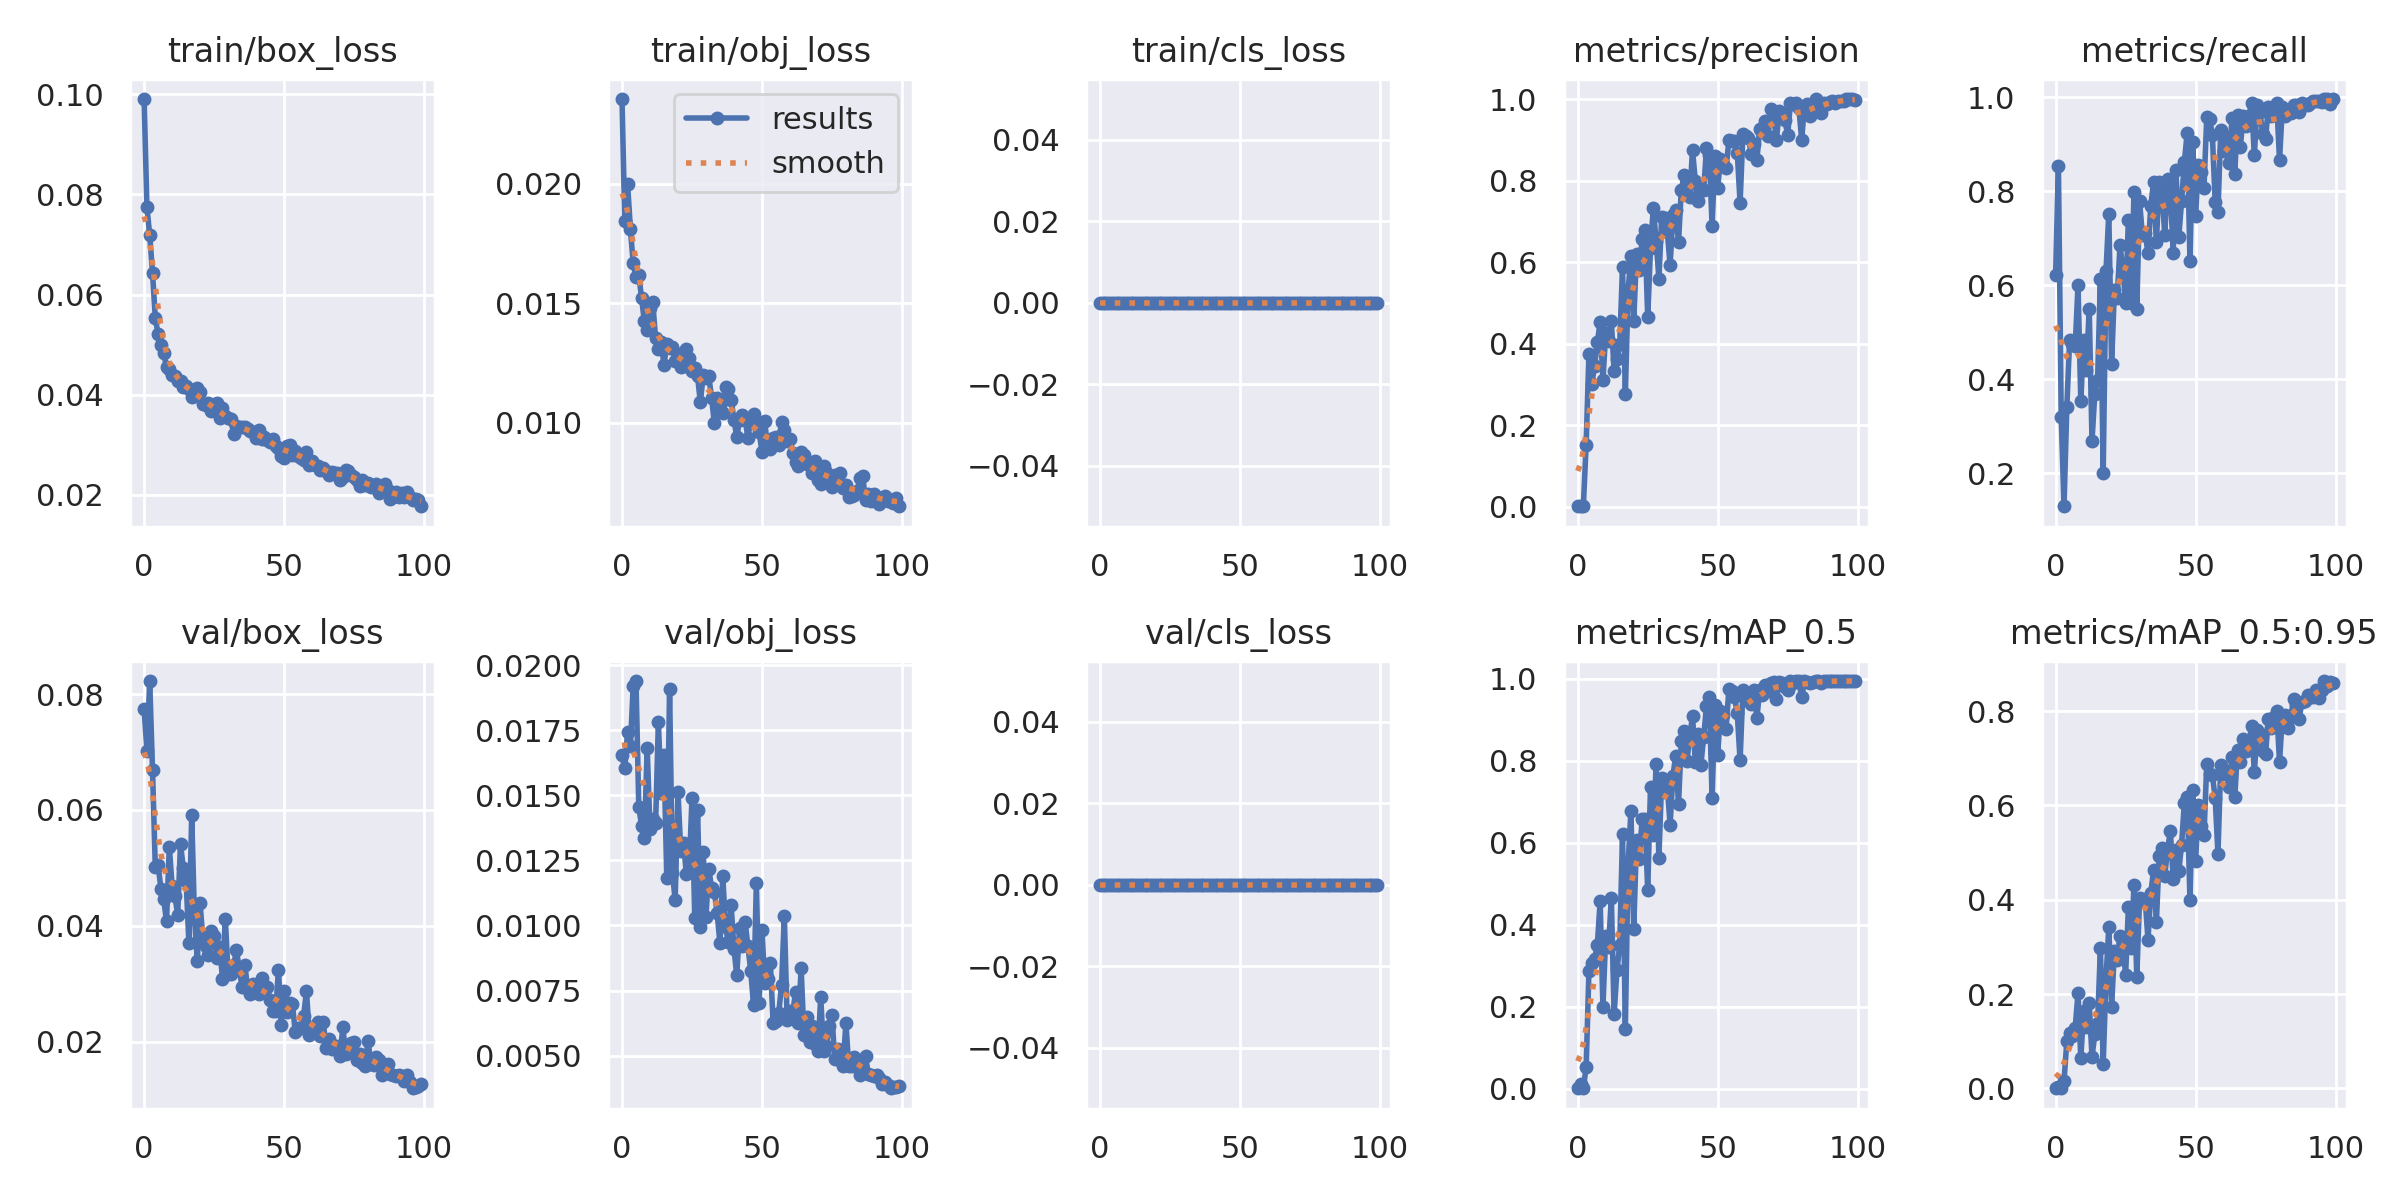 train/box_loss
0.10
0.08
0.06
0.04
0.02
0 50 100
train/obj_loss
results
smooth
0.020
0.015
0.010
0 50 100
train/cls_loss
0.04
0.02
0.00
−0.02
−0.04
0 50 100
metrics/precision
1.0
0.8
0.6
0.4
0.2
0.0
0 50 100
metrics/recall
1.0
0.8
0.6
0.4
0.2
0 50 100
val/box_loss
0.08
0.06
0.04
0.02
0 50 100
val/obj_loss
0.0200
0.0175
0.0150
0.0125
0.0100
0.0075
0.0050
0 50 100
val/cls_loss
0.04
0.02
0.00
−0.02
−0.04
0 50 100
metrics/mAP_0.5
1.0
0.8
0.6
0.4
0.2
0.0
0 50 100
metrics/mAP_0.5:0.95
0.8
0.6
0.4
0.2
0.0
0 50 100